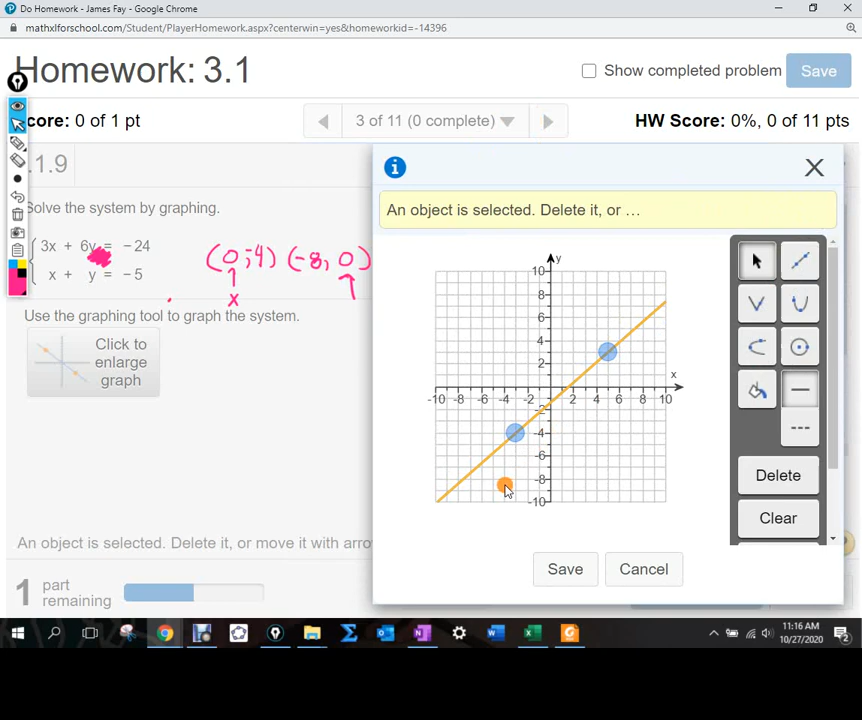 Do Homework - James Fay - Google Chrome
mathxlforschool.com/Student/PlayerHomework.aspx?centerwin=yes&homeworkid=-14396
Homework: 3.1
Show completed problem
Save
core: 0 of 1 pt
3 of 11 (0 complete)
HW Score: 0%, 0 of 11 pts
.1.9
An object is selected. Delete it, or …
Solve the system by graphing.
3x + 6y = -24
x + y = -5
(0,-4) (-8, 0)
x
Use the graphing tool to graph the system.
Click to
enlarge
graph
y
10
8
6
4
2
x
-10 -8 -6 -4 -2 2 4 6 8 10
-2
-4
-6
-8
-10
Delete
Clear
An object is selected. Delete it, or move it with arro
Save
Cancel
1 part
remaining
11:16 AM
10/27/2020
2